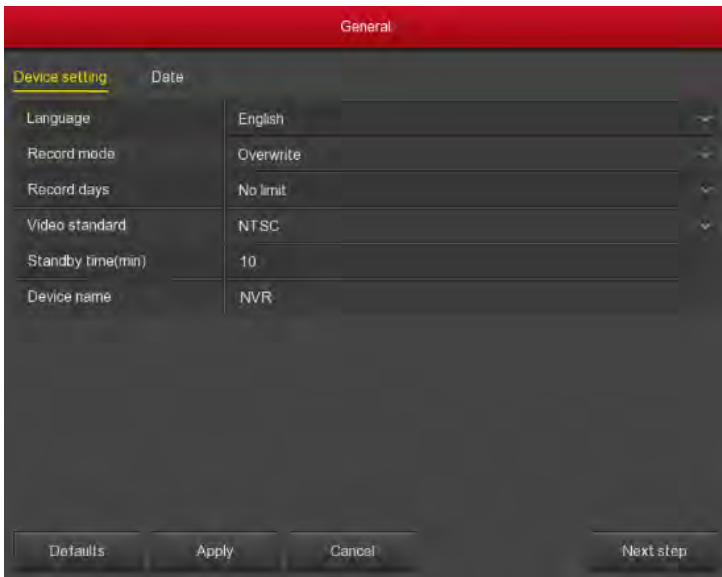 General
Device setting Date
Language English
Record mode Overwrite
Record days No limit
Video standard NTSC
Standby time(min) 10
Device name NVR
Defaults Apply Cancel Next step